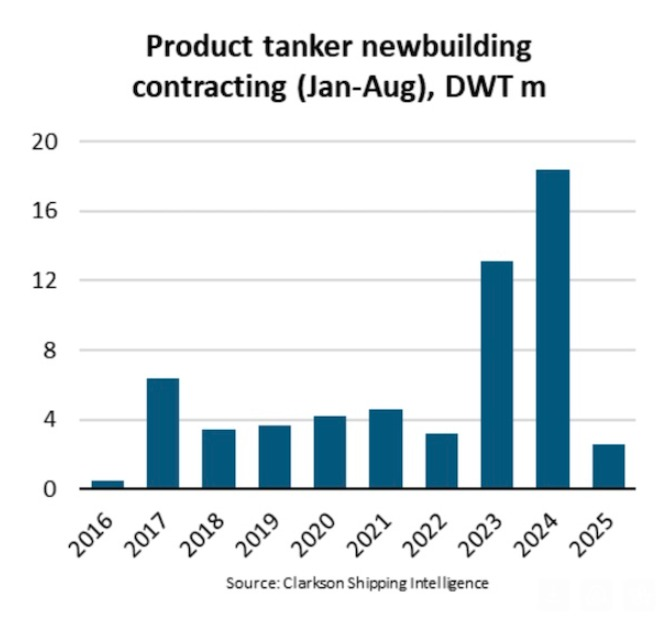 Product tanker newbuilding
contracting (Jan-Aug), DWT m
20
16
12
8
4
0
2016 2017 2018 2019 2020 2021 2022 2023 2024 2025
Source: Clarkson Shipping Intelligence